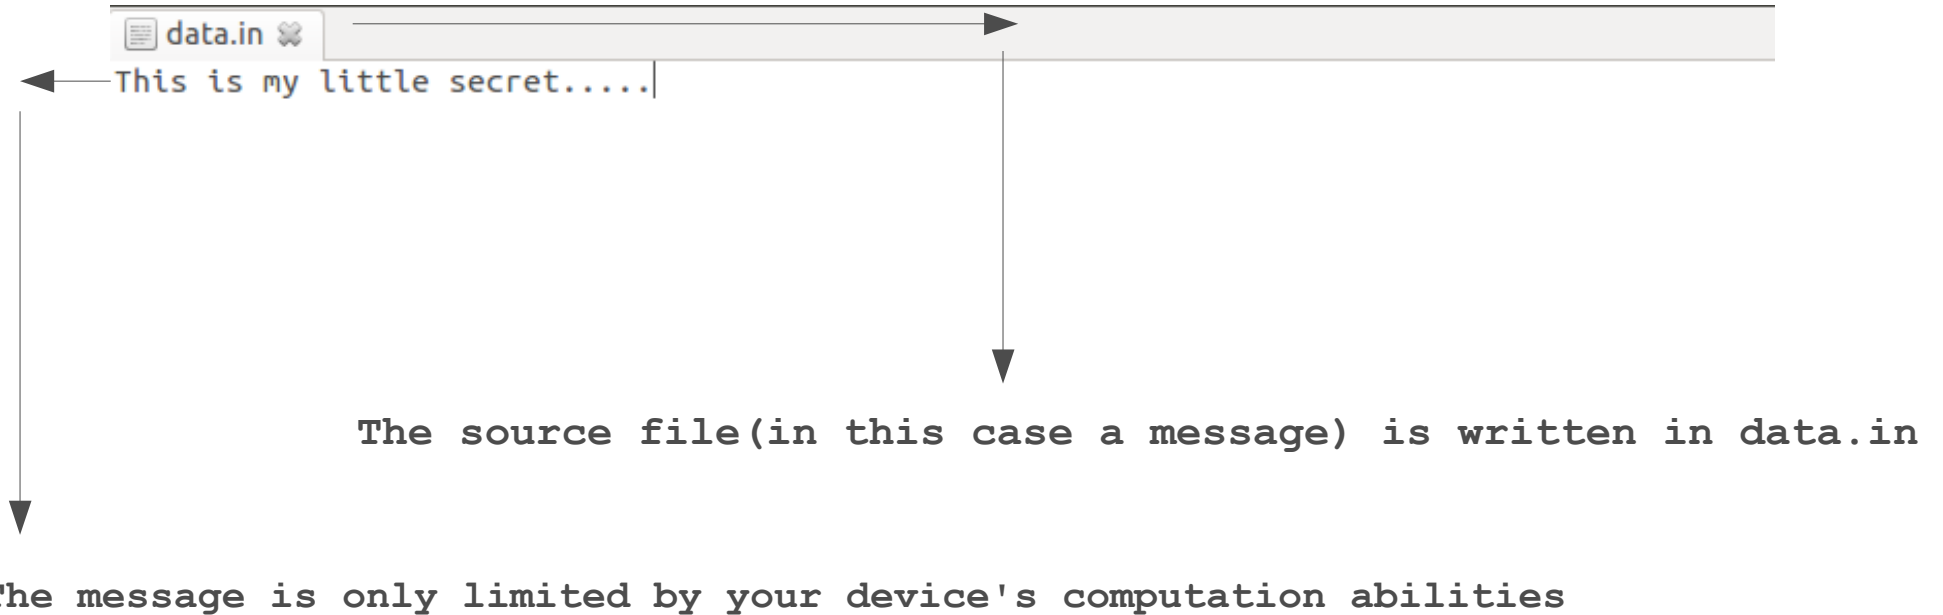 data.in
This is my little secret.....
The source file(in this case a message) is written in data.in
The message is only limited by your device's computation abilities